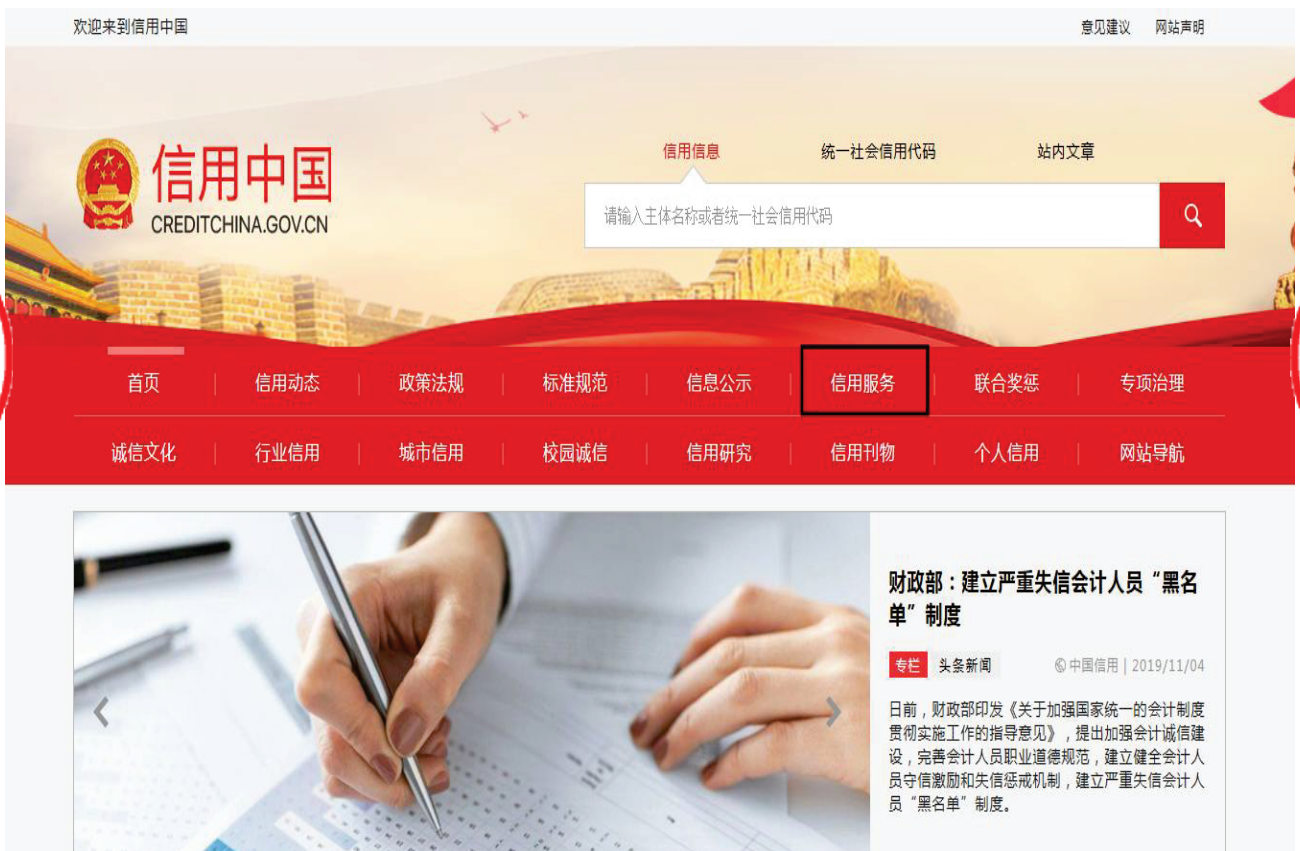 欢迎来到信用中国
意见建议 网站声明
信用中国
CREDITCHINA.GOV.CN
信用信息 统一社会信用代码 站内文章
请输入主体名称或者统一社会信用代码
首页 信用动态 政策法规 标准规范 信息公示 信用服务 联合奖惩 专项治理
诚信文化 行业信用 城市信用 校园诚信 信用研究 信用刊物 个人信用 网站导航
财政部：建立严重失信会计人员“黑名
单”制度
专栏 头条新闻 中国信用 | 2019/11/04
日前，财政部印发《关于加强国家统一的会计制度
贯彻实施工作的指导意见》，提出加强会计诚信建
设，完善会计人员职业道德规范，建立健全会计人
员守信激励和失信惩戒机制，建立严重失信会计人
员“黑名单”制度。